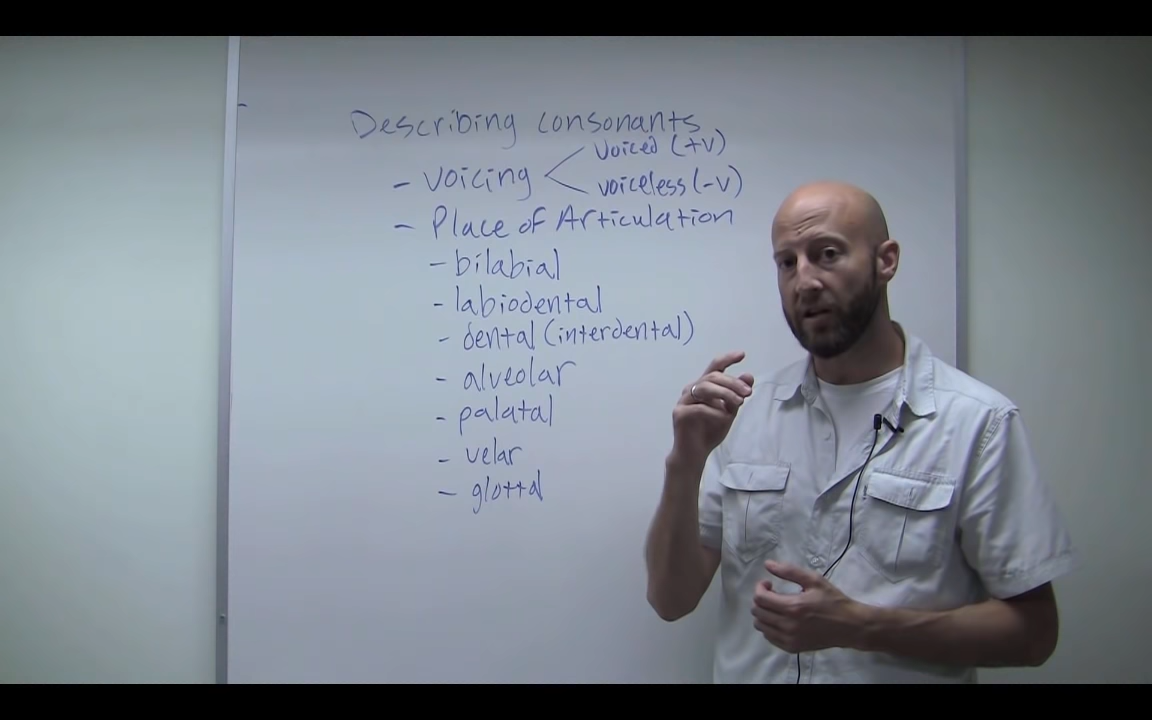 Describing consonants
- Voicing < Voiced (+V)
voiceless (-V)
- Place of Articulation
- bilabial
- labiodental
- dental (interdental)
- alveolar
- palatal
- velar
- glottal